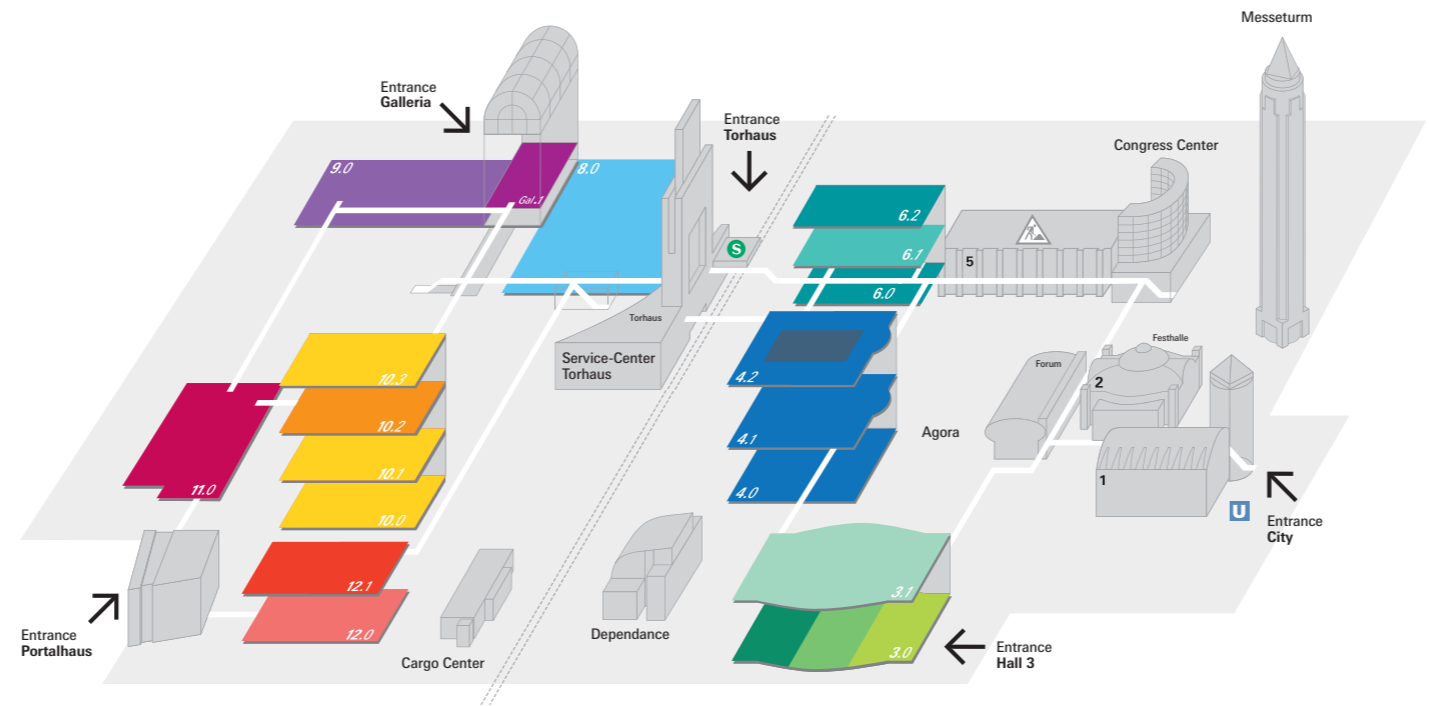 Messeturm
Entrance
Galleria
Entrance
Torhaus
Congress Center
9.0
Gal.1
8.0
6.2
6.1
6.0
S
5
Torhaus
Service-Center
Torhaus
Festhalle
Forum
2
1
10.3
10.2
10.1
10.0
11.0
4.2
4.1
4.0
Agora
U
Entrance
City
12.1
12.0
3.1
3.0
Entrance
Portalhaus
Cargo Center
Dependance
Entrance
Hall 3